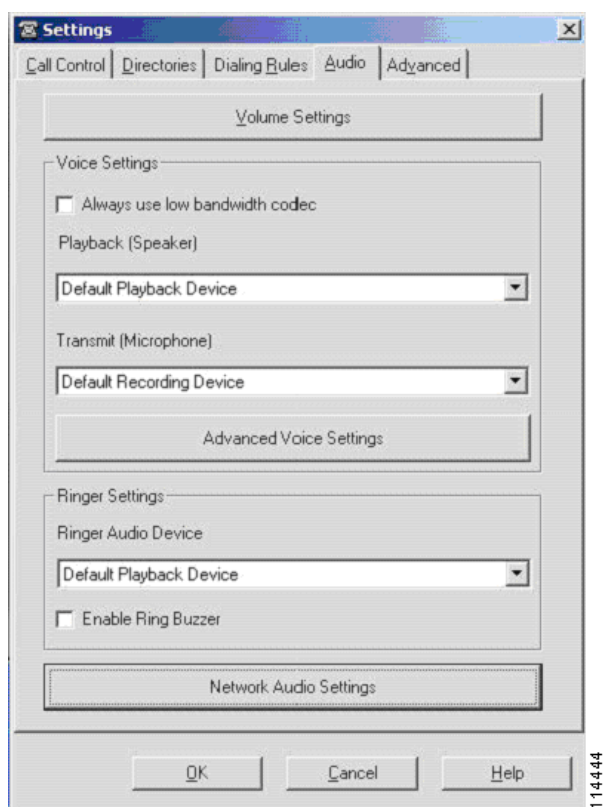 Settings
Call Control Directories Dialing Rules Audio Advanced
Volume Settings
Voice Settings
Always use low bandwidth codec
Playback (Speaker)
Default Playback Device
Transmit (Microphone)
Default Recording Device
Advanced Voice Settings
Ringer Settings
Ringer Audio Device
Default Playback Device
Enable Ring Buzzer
Network Audio Settings
OK Cancel Help
114444